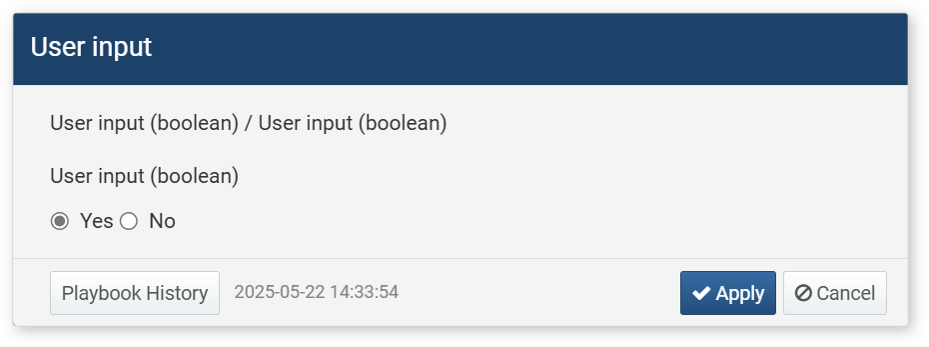 User input
User input (boolean) / User input (boolean)
User input (boolean)
Yes No
Playbook History 2025-05-22 14:33:54 Apply Cancel